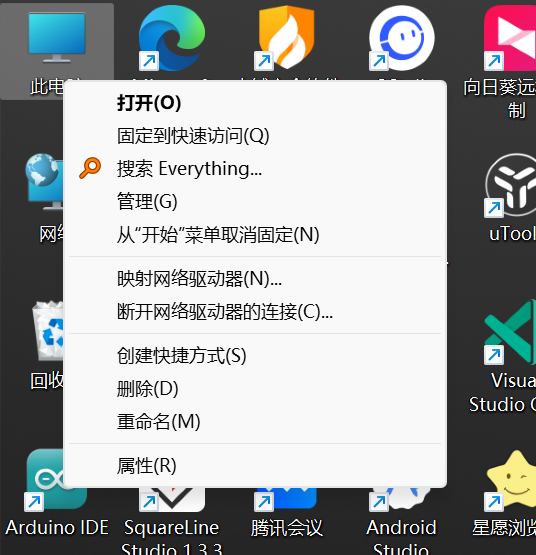 此电脑
向日葵远
制
打开(O)
固定到快速访问(Q)
搜索 Everything...
管理(G)
从“开始”菜单取消固定(N)
映射网络驱动器(N)...
断开网络驱动器的连接(C)...
创建快捷方式(S)
删除(D)
重命名(M)
属性(R)
网络
uTool
回收
Visua
Studio C
Arduino IDE
SquareLine
Studio 1.3.3
腾讯会议
Android
Studio
星愿浏览